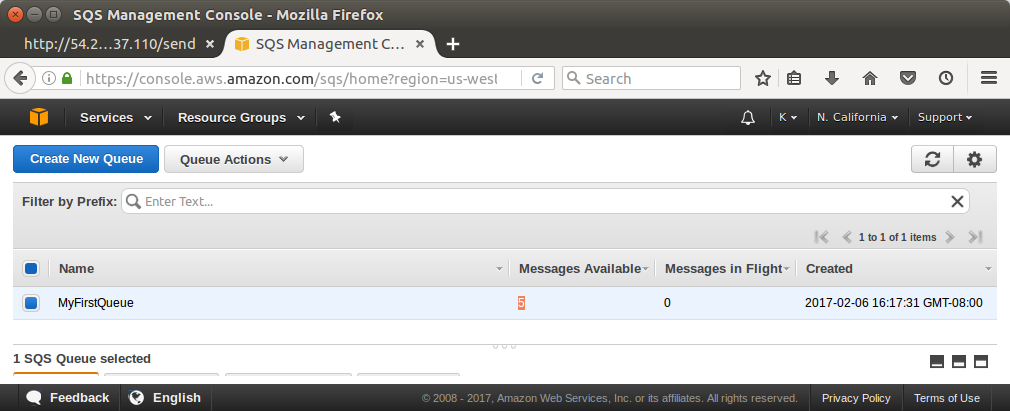 SQS Management Console - Mozilla Firefox
http://54.2...37.110/send
SQS Management C...
https://console.aws.amazon.com/sqs/home?region=us-west
Search
Services
Resource Groups
K
N. California
Support
Create New Queue
Queue Actions
Filter by Prefix:
Enter Text...
1 to 1 of 1 items
Name
Messages Available
Messages in Flight
Created
MyFirstQueue
5
0
2017-02-06 16:17:31 GMT-08:00
1 SQS Queue selected
Feedback
English
© 2008 - 2017, Amazon Web Services, Inc. or its affiliates. All rights reserved.
Privacy Policy
Terms of Use